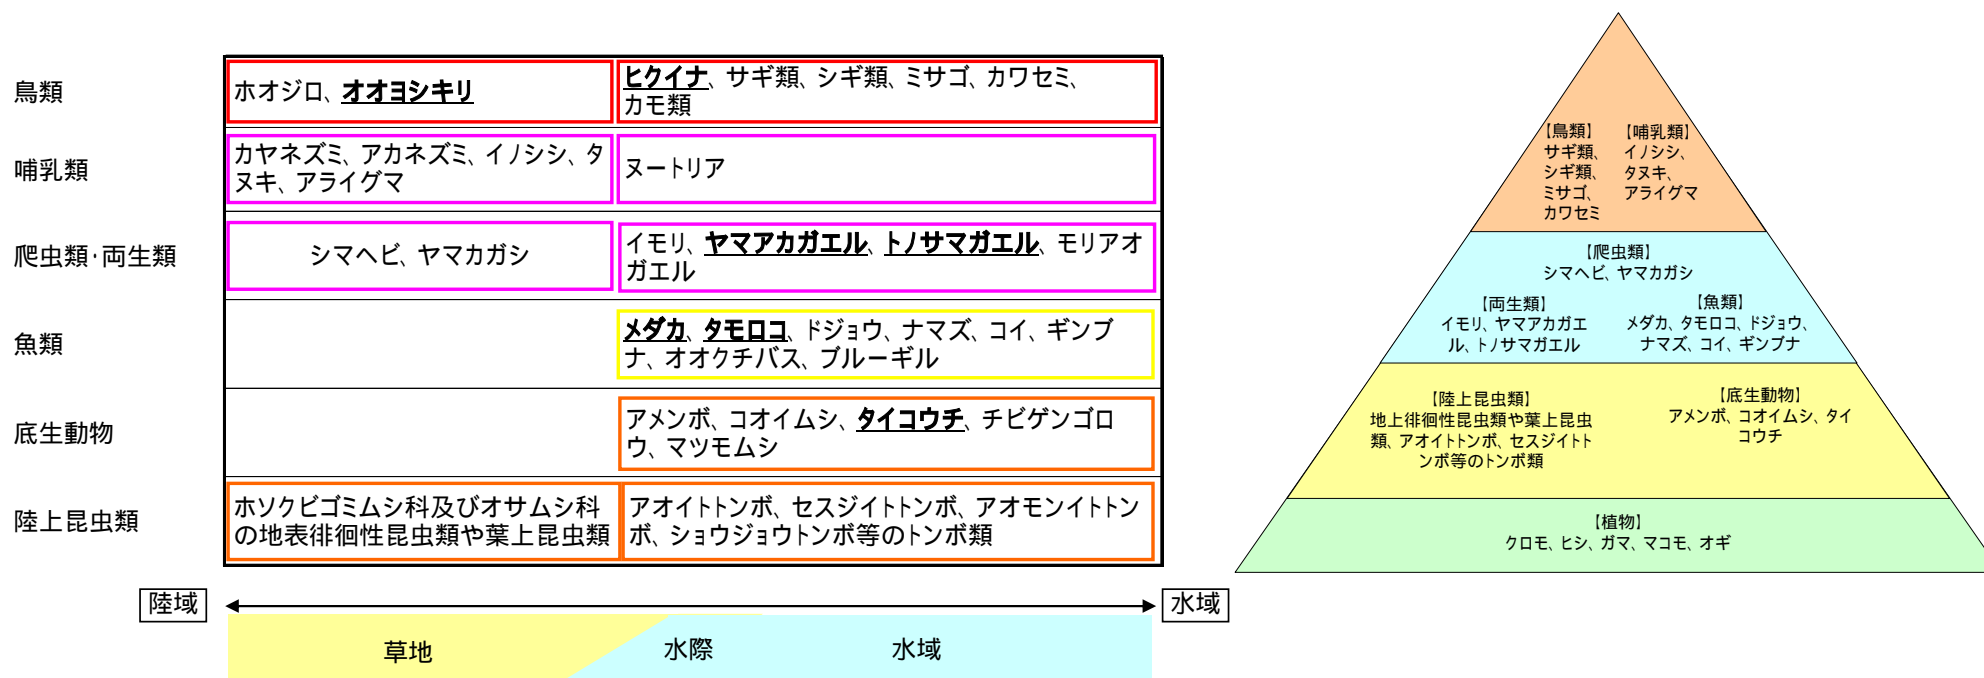 鳥類
ホオジロ、オオヨシキリ
ヒクイナ、サギ類、シギ類、ミサゴ、カワセミ、
カモ類
哺乳類
カヤネズミ、アカネズミ、イノシシ、タ
ヌキ、アライグマ
ヌートリア
爬虫類・両生類
シマヘビ、ヤマカガシ
イモリ、ヤマアカガエル、トノサマガエル、モリアオ
ガエル
魚類
メダカ、タモロコ、ドジョウ、ナマズ、コイ、ギンブ
ナ、オオクチバス、ブルーギル
底生動物
アメンボ、コオイムシ、タイコウチ、チビゲンゴロ
ウ、マツモムシ
陸上昆虫類
ホソクビゴミムシ科及びオサムシ科
の地表徘徊性昆虫類や葉上昆虫類
アオイトトンボ、セスジイトトンボ、アオモンイトトン
ボ、ショウジョウトンボ等のトンボ類
陸域
水域
草地
水際
水域
【鳥類】
サギ類、
シギ類、
ミサゴ、
カワセミ
【哺乳類】
イノシシ、
タヌキ、
アライグマ
【爬虫類】
シマヘビ、ヤマカガシ
【両生類】
イモリ、ヤマアカガエ
ル、トノサマガエル
【魚類】
メダカ、タモロコ、ドジョウ、
ナマズ、コイ、ギンブナ
【陸上昆虫類】
地上徘徊性昆虫類や葉上昆虫
類、アオイトトンボ、セスジイトト
ンボ等のトンボ類
【底生動物】
アメンボ、コオイムシ、タイ
コウチ
【植物】
クロモ、ヒシ、ガマ、マコモ、オギ